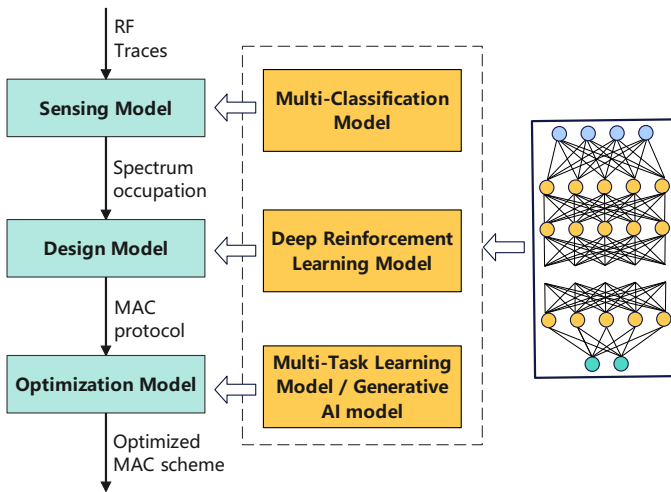 RF
Traces
Sensing Model
Multi-Classification
Model
Spectrum
occupation
Design Model
Deep Reinforcement
Learning Model
MAC
protocol
Optimization Model
Multi-Task Learning
Model / Generative
AI model
Optimized
MAC scheme